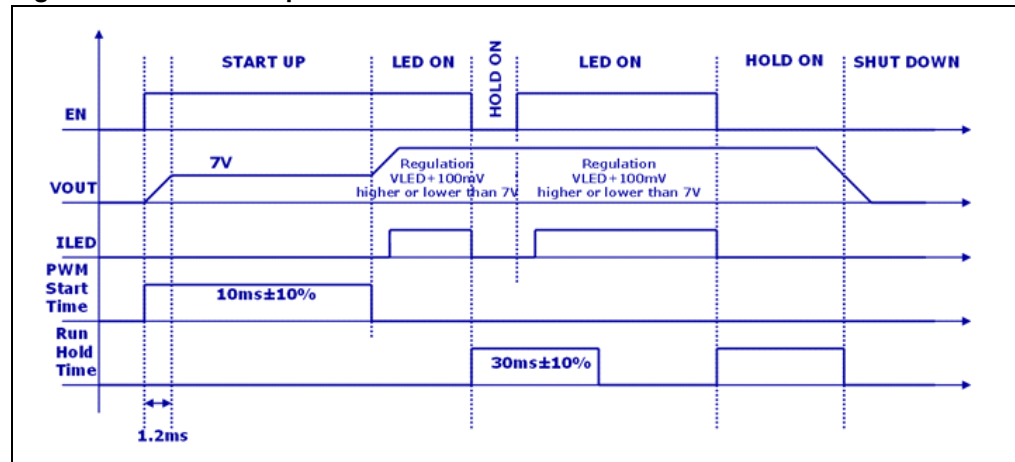 START UP
LED ON
HOLD ON
LED ON
HOLD ON
SHUT DOWN
EN
7V
VOUT
Regulation
VLED+100mV
higher or lower than 7V
Regulation
VLED+100mV
higher or lower than 7V
ILED
PWM
Start
Time
10ms±10%
Run
Hold
Time
30ms±10%
1.2ms